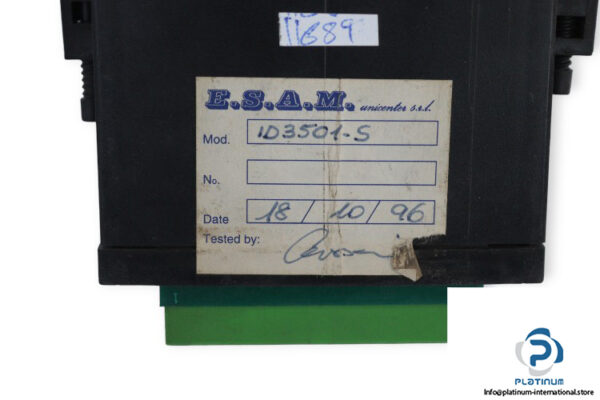 11689
E.S.A.M. unicenter s.r.l.
Mod. ID3501-S
No.
Date 18 / 10 / 96
Tested by:
PLATINUM
Info@platinum-international.store